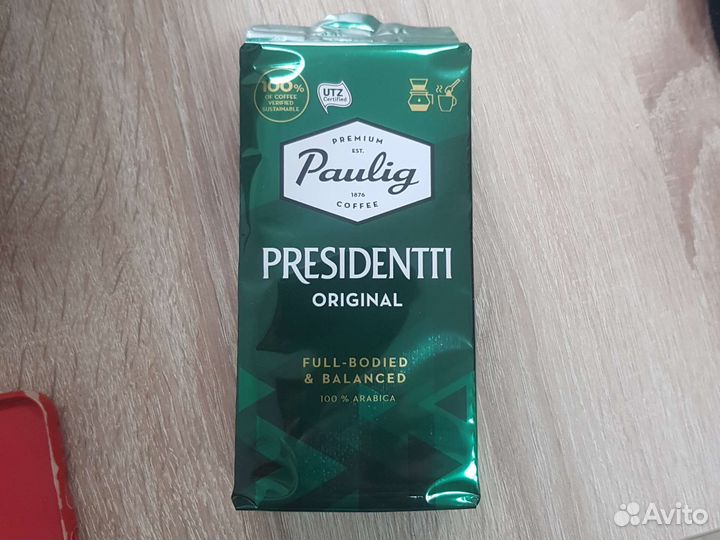 100%
OF COFFEE
VERIFIED
SUSTAINABLE
UTZ
Certified
PREMIUM
EST.
Paulig
1876
COFFEE
PRESIDENTTI
ORIGINAL
FULL-BODIED
& BALANCED
100 % ARABICA
Avito